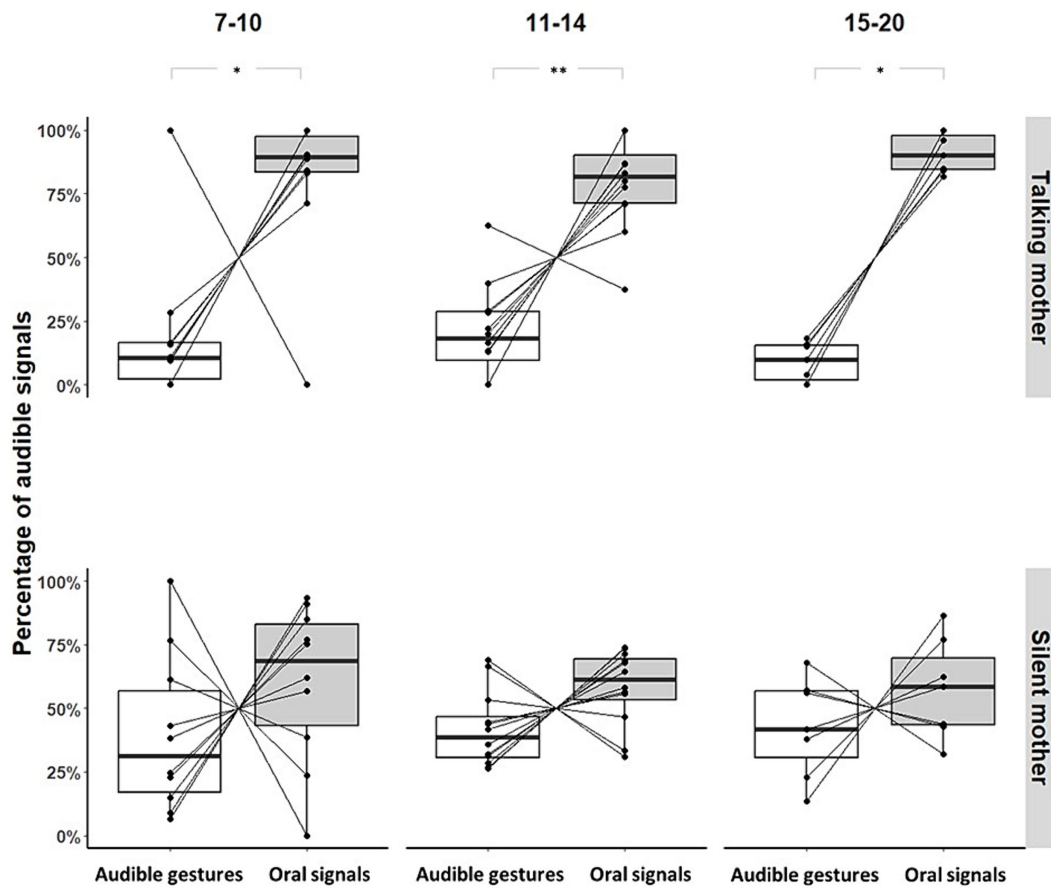 7-10 11-14 15-20
* ** *
Percentage of audible signals
100%
75%
50%
25%
0%
Talking mother
100%
75%
50%
25%
0%
Silent mother
Audible gestures Oral signals Audible gestures Oral signals Audible gestures Oral signals